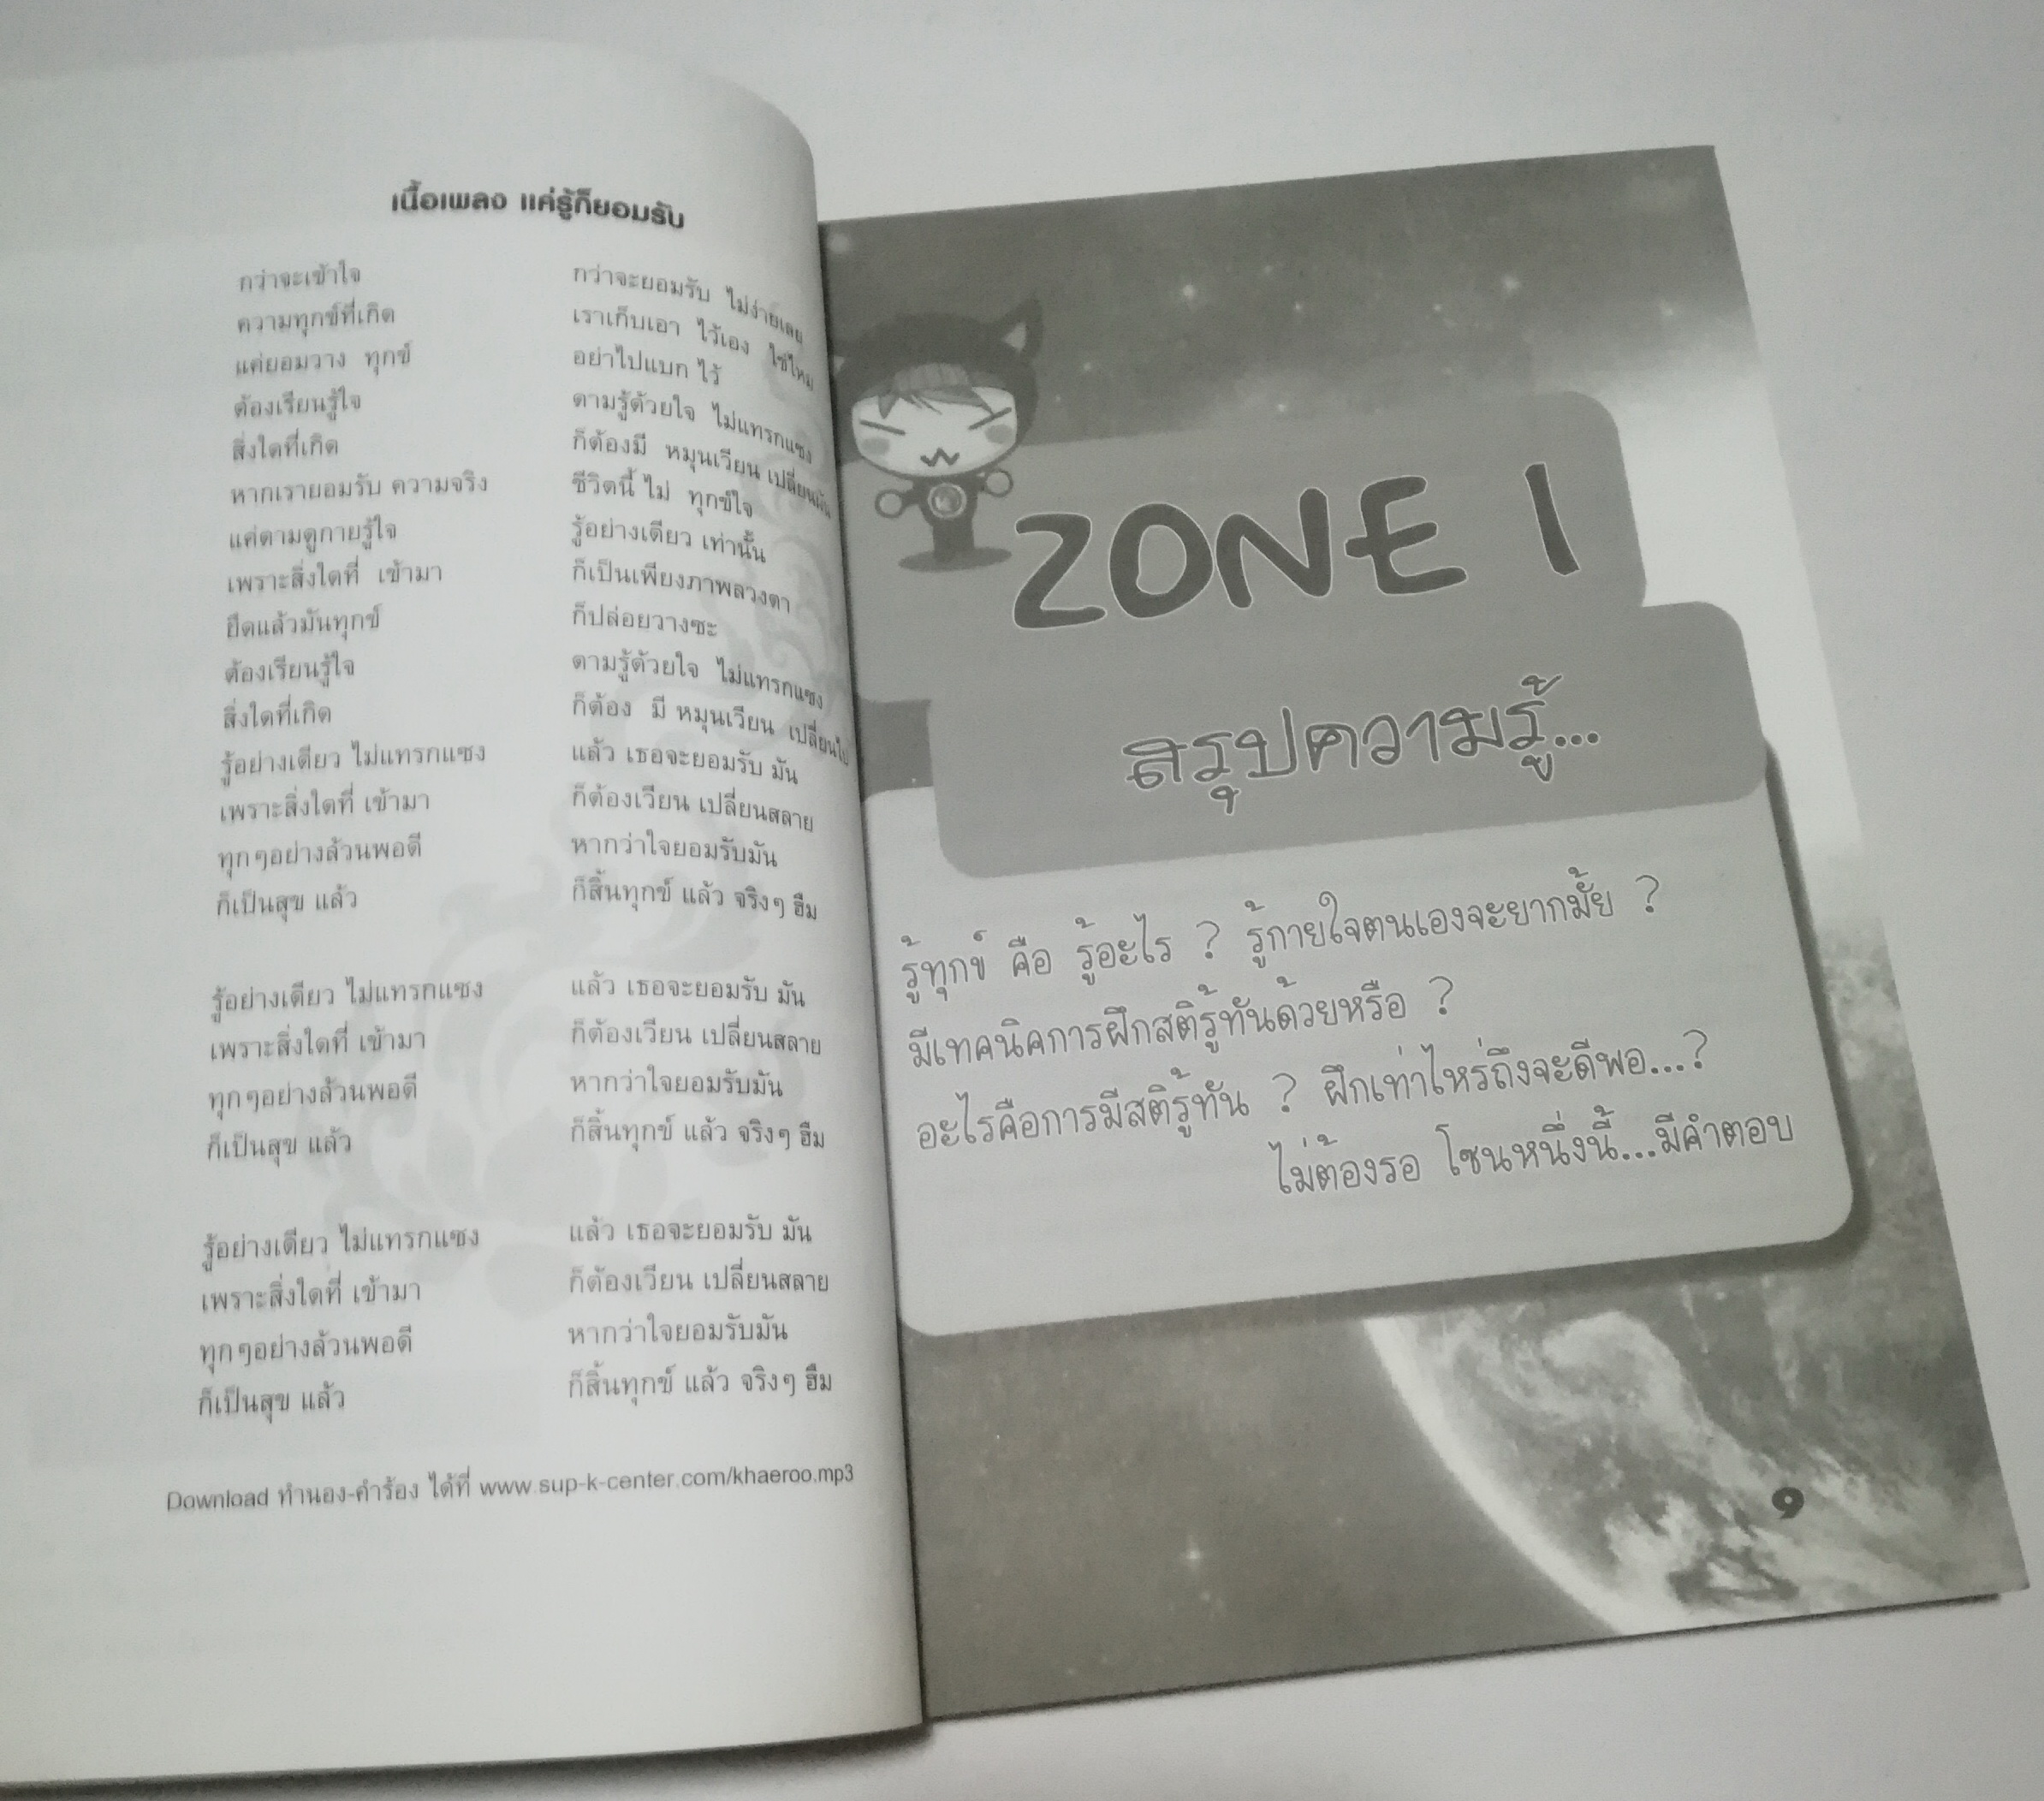 เนื้อเพลง แค่รู้ก็ยอมรับ
กว่าจะเข้าใจ กว่าจะยอมรับ ไม่ง่ายเลย
ความทุกข์ที่เกิด เราเก็บเอา ไว้เอง ใช่ไหม
แค่ยอมวาง ทุกข์ อย่าไปแบก ไว้
ต้องเรียนรู้ใจ ตามรู้ด้วยใจ ไม่แทรกแซง
สิ่งใดที่เกิด ก็ต้องมี หมุนเวียน เปลี่ยนผัน
หากเรายอมรับ ความจริง ชีวิตนี้ ไม่ ทุกข์ใจ
แค่ตามดูกายรู้ใจ รู้อย่างเดียว เท่านั้น
เพราะสิ่งใดที่ เข้ามา ก็เป็นเพียงภาพลวงตา
ยึดแล้วมันทุกข์ ก็ปล่อยวางซะ
ต้องเรียนรู้ใจ ตามรู้ด้วยใจ ไม่แทรกแซง
สิ่งใดที่เกิด ก็ต้อง มี หมุนเวียน เปลี่ยนไป
รู้อย่างเดียว ไม่แทรกแซง แล้ว เธอจะยอมรับ มัน
เพราะสิ่งใดที่ เข้ามา ก็ต้องเวียน เปลี่ยนสลาย
ทุกๆอย่างล้วนพอดี หากว่าใจยอมรับมัน
ก็เป็นสุข แล้ว ก็สิ้นทุกข์ แล้ว จริงๆ ฮืม
รู้อย่างเดียว ไม่แทรกแซง แล้ว เธอจะยอมรับ มัน
เพราะสิ่งใดที่ เข้ามา ก็ต้องเวียน เปลี่ยนสลาย
ทุกๆอย่างล้วนพอดี หากว่าใจยอมรับมัน
ก็เป็นสุข แล้ว ก็สิ้นทุกข์ แล้ว จริงๆ ฮืม
รู้อย่างเดียว ไม่แทรกแซง แล้ว เธอจะยอมรับ มัน
เพราะสิ่งใดที่ เข้ามา ก็ต้องเวียน เปลี่ยนสลาย
ทุกๆอย่างล้วนพอดี หากว่าใจยอมรับมัน
ก็เป็นสุข แล้ว ก็สิ้นทุกข์ แล้ว จริงๆ ฮืม
Download ทำนอง-คำร้อง ได้ที่ www.sup-k-center.com/khaeroo.mp3
ZONE 1
สรุปความรู้...
รู้ทุกข์ คือ รู้อะไร ? รู้กายใจตนเองจะยากมั้ย ?
มีเทคนิคการฝึกสติรู้ทันด้วยหรือ ?
อะไรคือการมีสติรู้ทัน ? ฝึกเท่าไหร่ถึงจะดีพอ...?
ไม่ต้องรอ โซนหนึ่งนี้...มีคำตอบ
๑